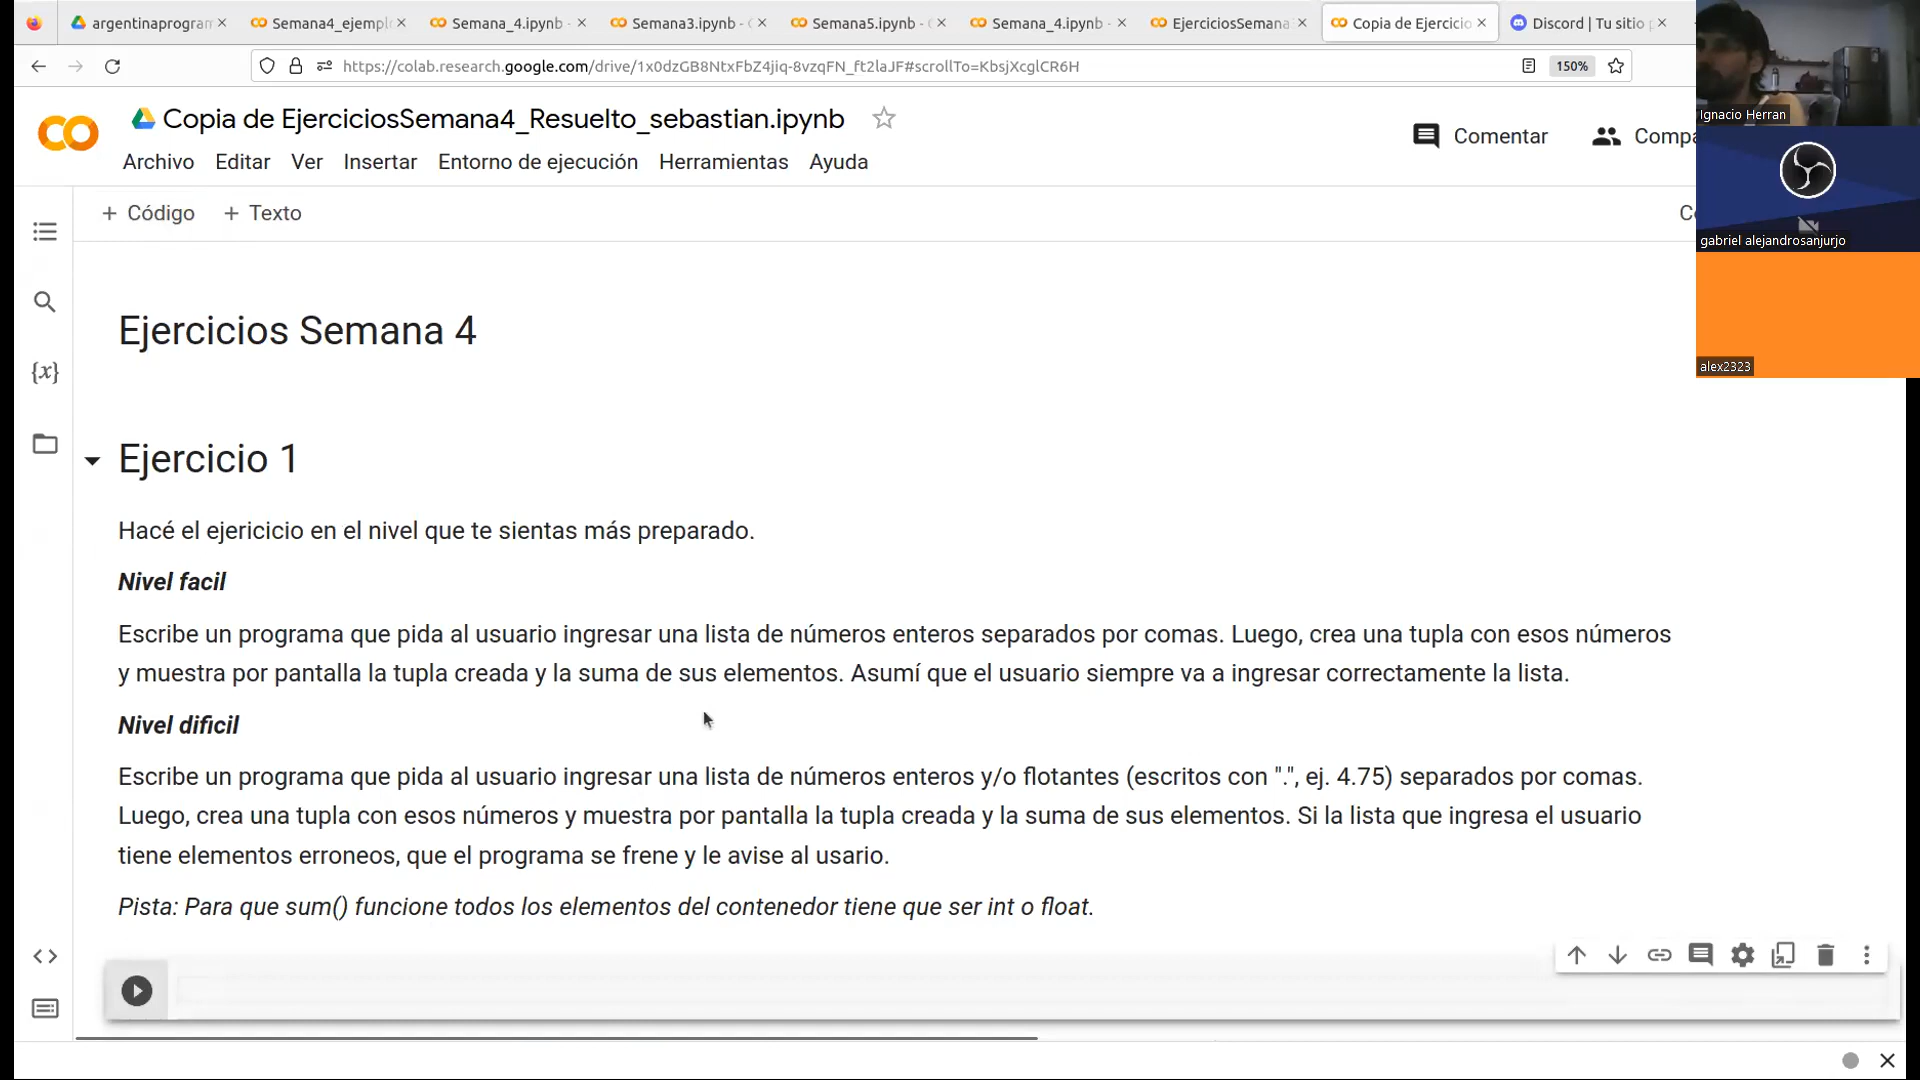 argentinaprogram
Semana4_ejempl
Semana_4.ipynb -
Semana3.ipynb - C
Semana5.ipynb - C
Semana_4.ipynb -
EjerciciosSemana
Copia de Ejercicio
Discord | Tu sitio p
https://colab.research.google.com/drive/1x0dzGB8NtxFbZ4jiq-8vzqFN_ft2laJF#scrollTo=KbsjXcglCR6H
150%
Ignacio Herran
Copia de EjerciciosSemana4_Resuelto_sebastian.ipynb
Comentar
Compa
Archivo Editar Ver Insertar Entorno de ejecución Herramientas Ayuda
+ Código + Texto
Co
gabriel alejandrosanjurjo
alex2323
{x}
Ejercicios Semana 4
Ejercicio 1
Hacé el ejericicio en el nivel que te sientas más preparado.
Nivel facil
Escribe un programa que pida al usuario ingresar una lista de números enteros separados por comas. Luego, crea una tupla con esos números
y muestra por pantalla la tupla creada y la suma de sus elementos. Asumí que el usuario siempre va a ingresar correctamente la lista.
Nivel dificil
Escribe un programa que pida al usuario ingresar una lista de números enteros y/o flotantes (escritos con ".", ej. 4.75) separados por comas.
Luego, crea una tupla con esos números y muestra por pantalla la tupla creada y la suma de sus elementos. Si la lista que ingresa el usuario
tiene elementos erroneos, que el programa se frene y le avise al usario.
Pista: Para que sum() funcione todos los elementos del contenedor tiene que ser int o float.